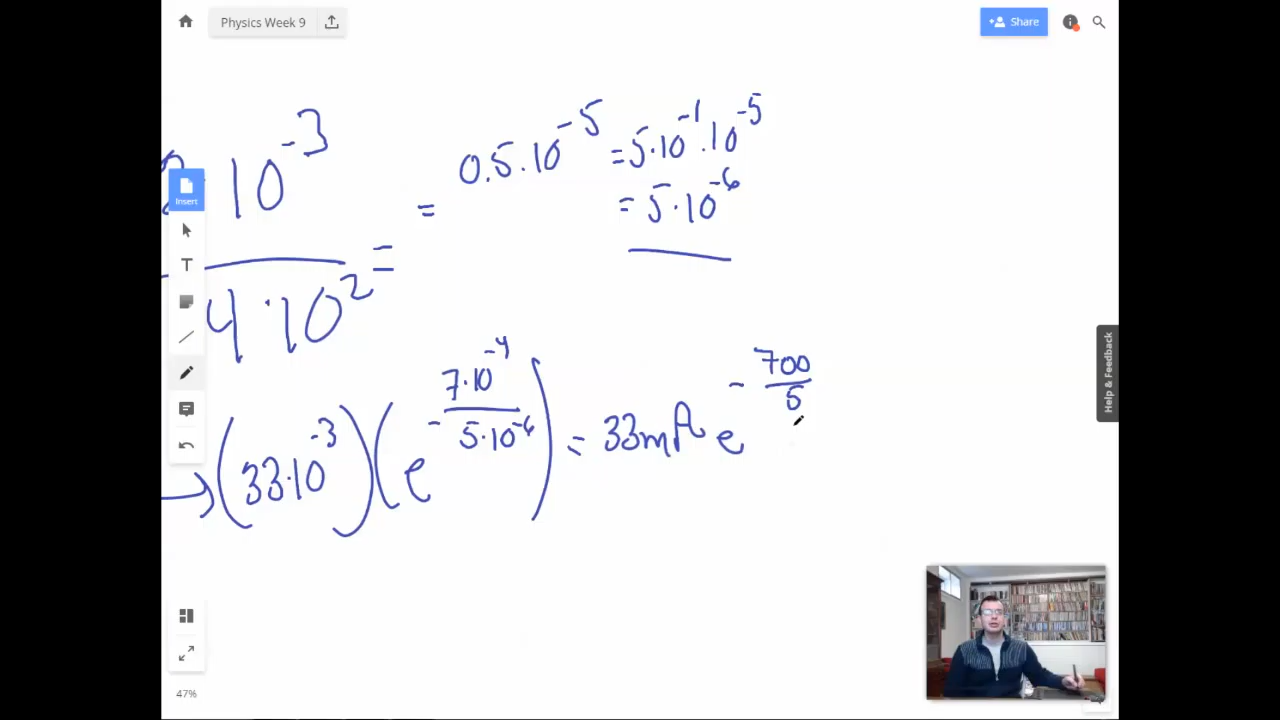 Physics Week 9
Share
Insert
10^-3
= 0.5·10^-5 = 5·10^-1·10^-5
= 5·10^-6
4·10^2 =
→ (33·10^-3)(e^-7·10^-4/5·10^-6) = 33mA e^-700/5
Help & Feedback
47%